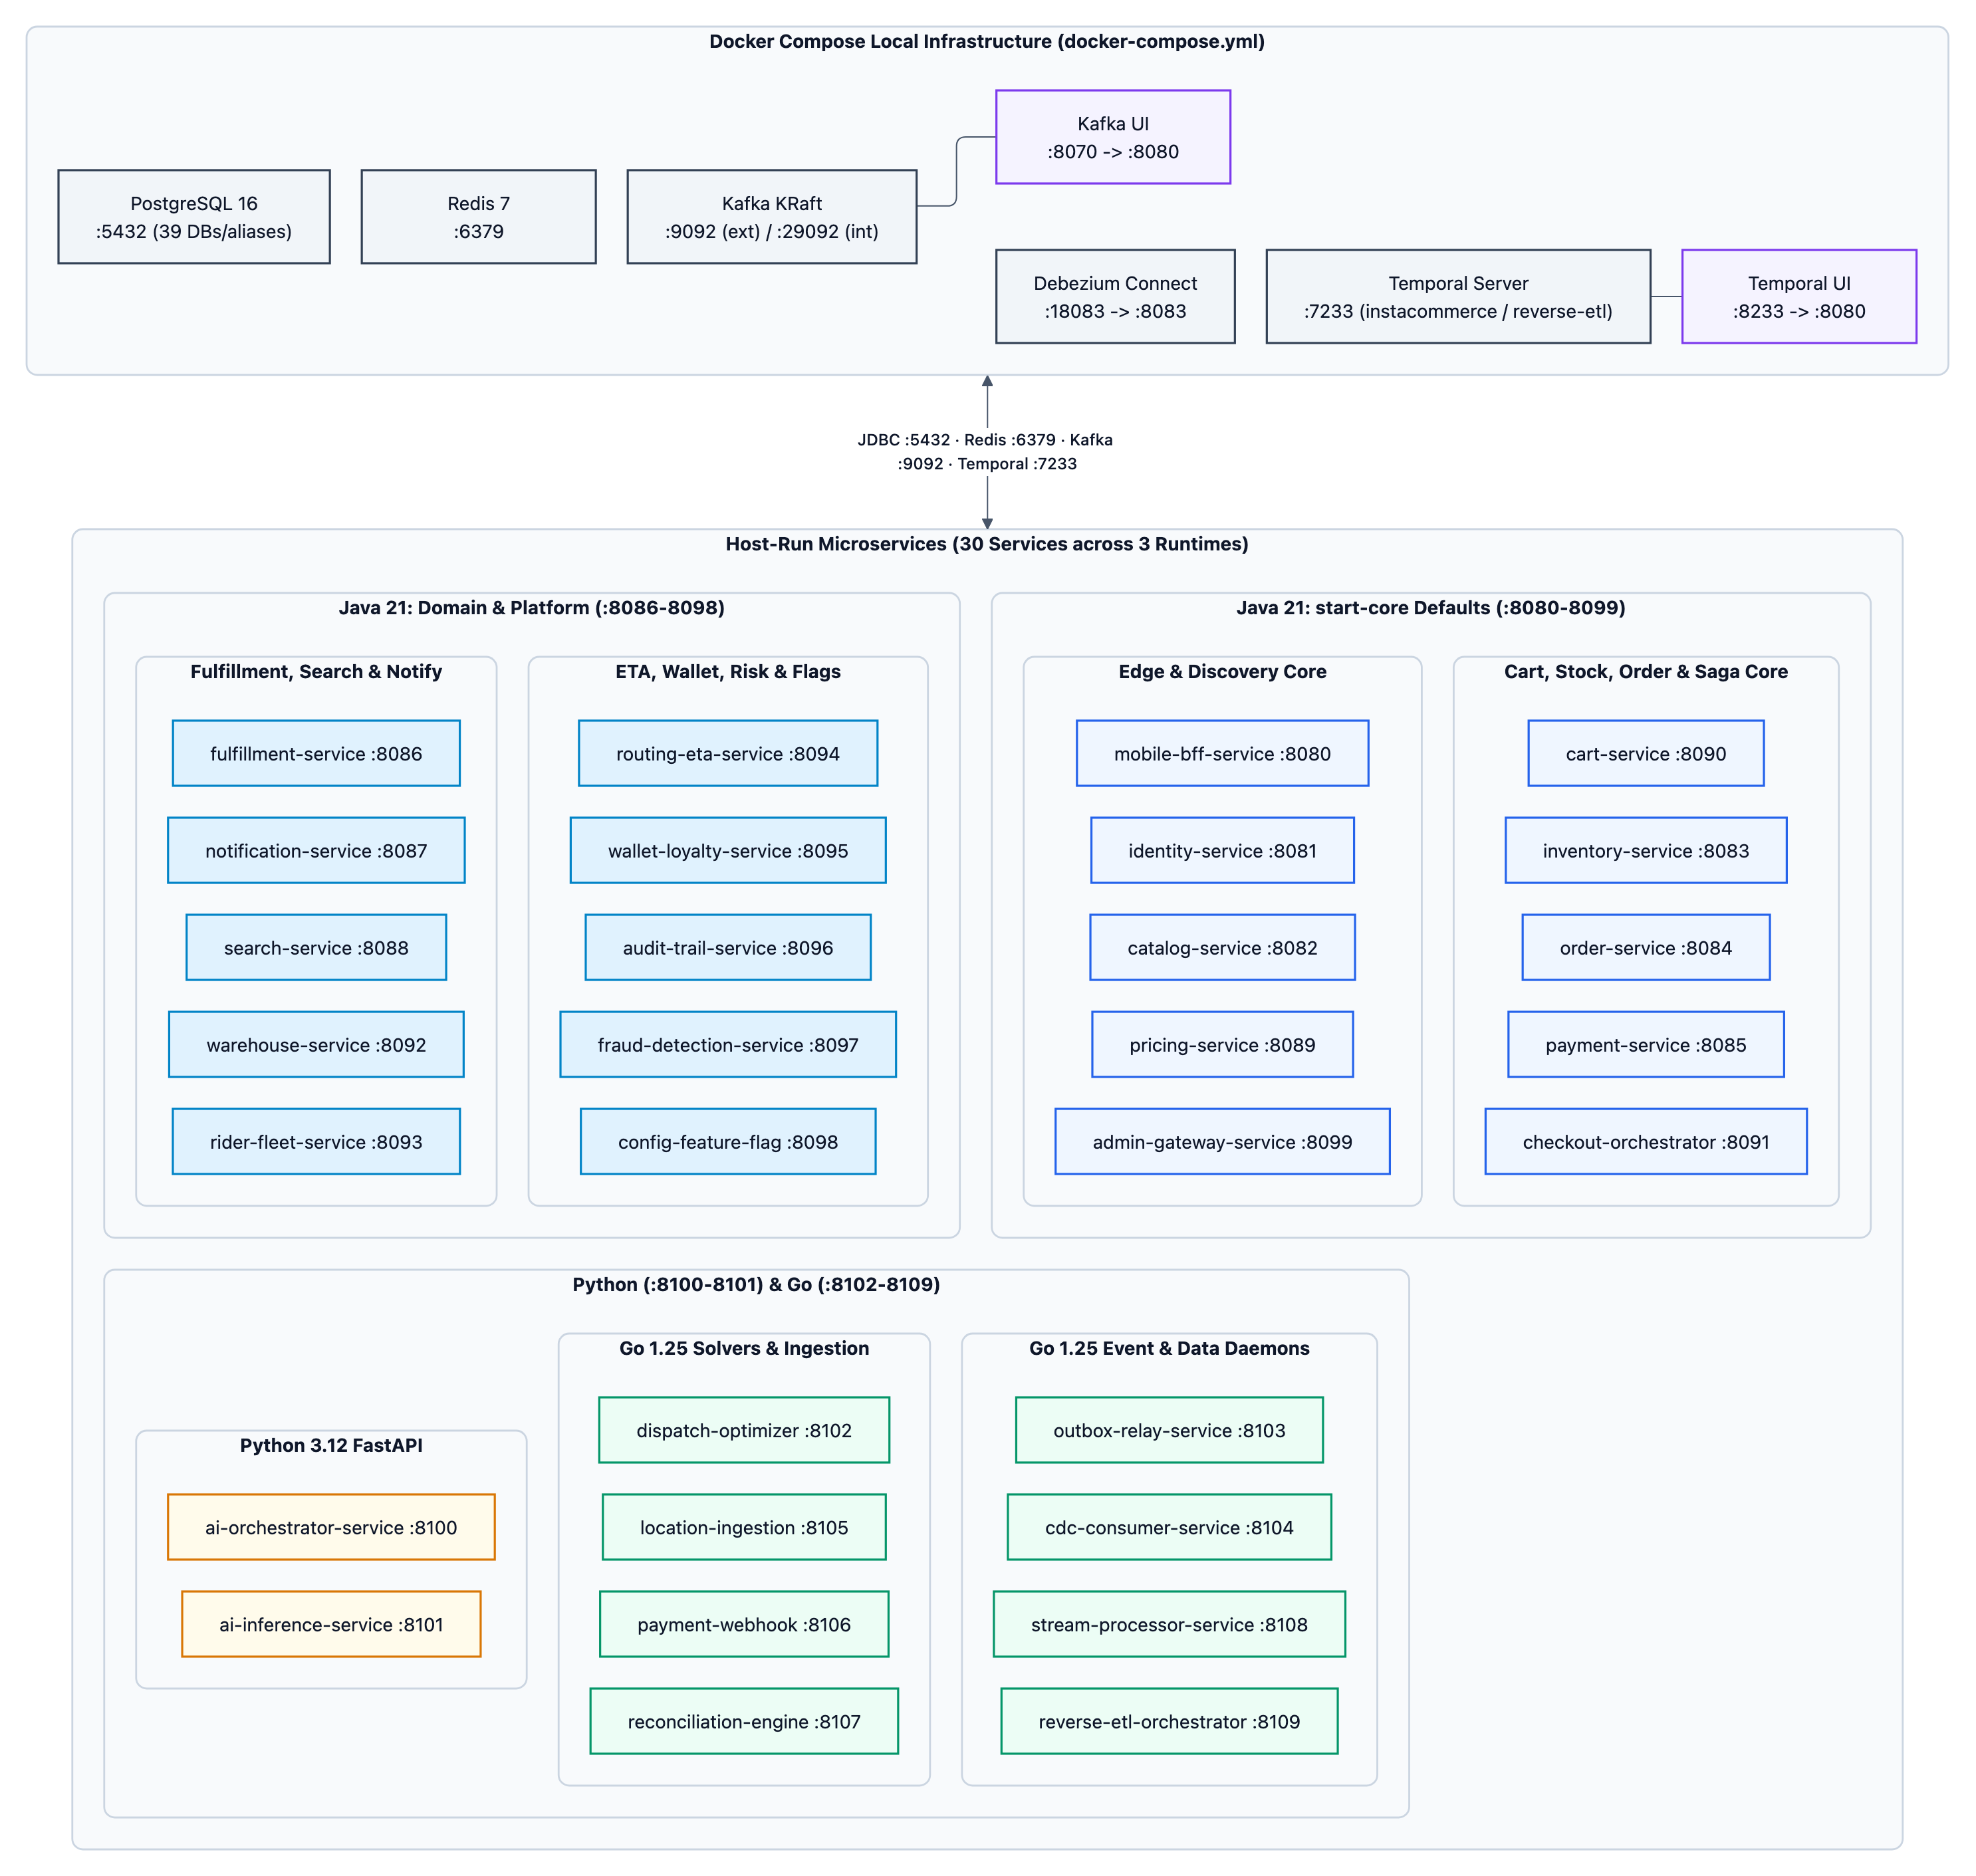 Docker Compose Local Infrastructure (docker-compose.yml)
Kafka UI
:8070 -> :8080
PostgreSQL 16
:5432 (39 DBs/aliases)
Redis 7
:6379
Kafka KRaft
:9092 (ext) / :29092 (int)
Debezium Connect
:18083 -> :8083
Temporal Server
:7233 (instacommerce / reverse-etl)
Temporal UI
:8233 -> :8080
JDBC :5432 · Redis :6379 · Kafka
:9092 · Temporal :7233
Host-Run Microservices (30 Services across 3 Runtimes)
Java 21: Domain & Platform (:8086-8098)
Fulfillment, Search & Notify
fulfillment-service :8086
notification-service :8087
search-service :8088
warehouse-service :8092
rider-fleet-service :8093
ETA, Wallet, Risk & Flags
routing-eta-service :8094
wallet-loyalty-service :8095
audit-trail-service :8096
fraud-detection-service :8097
config-feature-flag :8098
Java 21: start-core Defaults (:8080-8099)
Edge & Discovery Core
mobile-bff-service :8080
identity-service :8081
catalog-service :8082
pricing-service :8089
admin-gateway-service :8099
Cart, Stock, Order & Saga Core
cart-service :8090
inventory-service :8083
order-service :8084
payment-service :8085
checkout-orchestrator :8091
Python (:8100-8101) & Go (:8102-8109)
Python 3.12 FastAPI
ai-orchestrator-service :8100
ai-inference-service :8101
Go 1.25 Solvers & Ingestion
dispatch-optimizer :8102
location-ingestion :8105
payment-webhook :8106
reconciliation-engine :8107
Go 1.25 Event & Data Daemons
outbox-relay-service :8103
cdc-consumer-service :8104
stream-processor-service :8108
reverse-etl-orchestrator :8109